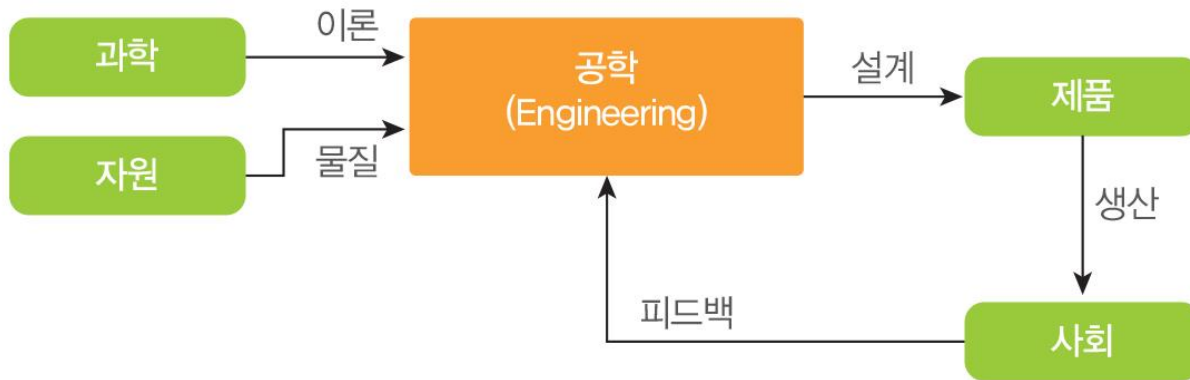 과학
이론
공학
(Engineering)
설계
제품
자원
물질
생산
피드백
사회